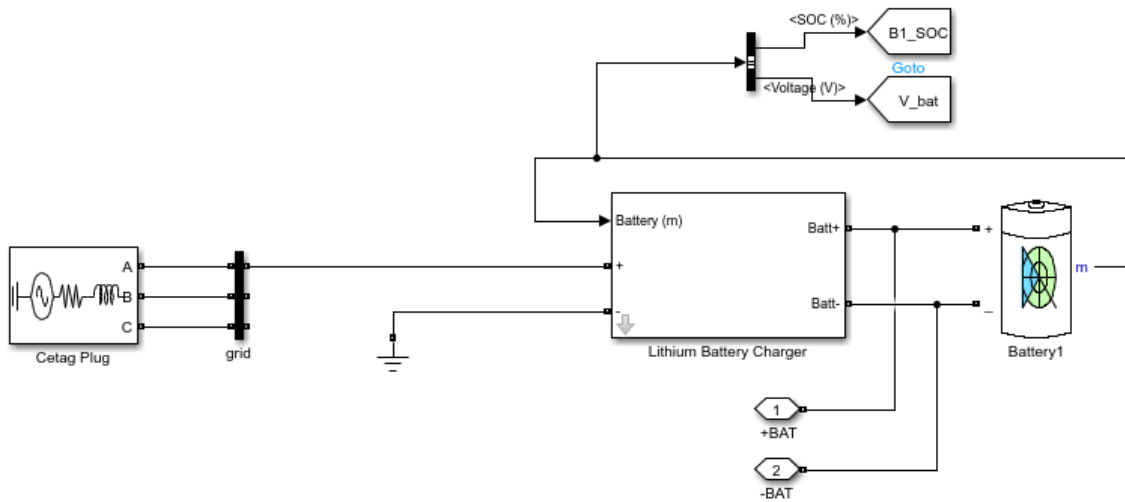 <SOC (%)>
B1_SOC
Goto
<Voltage (V)>
V_bat
Battery (m)
Batt+
+
-
Batt-
+
_
m
A
B
C
Cetag Plug
grid
Lithium Battery Charger
Battery1
1
+BAT
2
-BAT